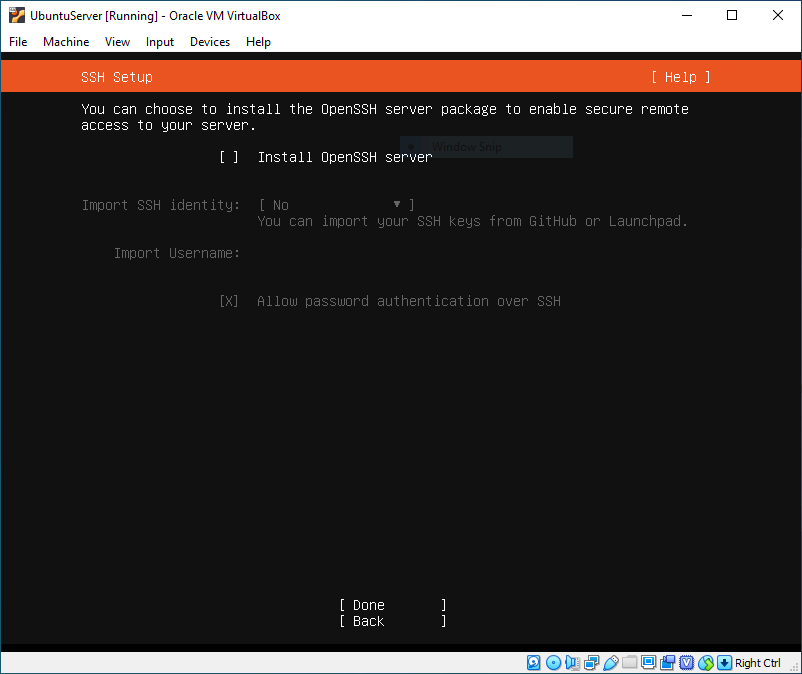 UbuntuServer [Running] - Oracle VM VirtualBox
File Machine View Input Devices Help
SSH Setup [ Help ]
You can choose to install the OpenSSH server package to enable secure remote
access to your server.
Window Snip
[ ] Install OpenSSH server
Import SSH identity: [ No ▼ ]
You can import your SSH keys from GitHub or Launchpad.
Import Username:
[X] Allow password authentication over SSH
[ Done ]
[ Back ]
Right Ctrl